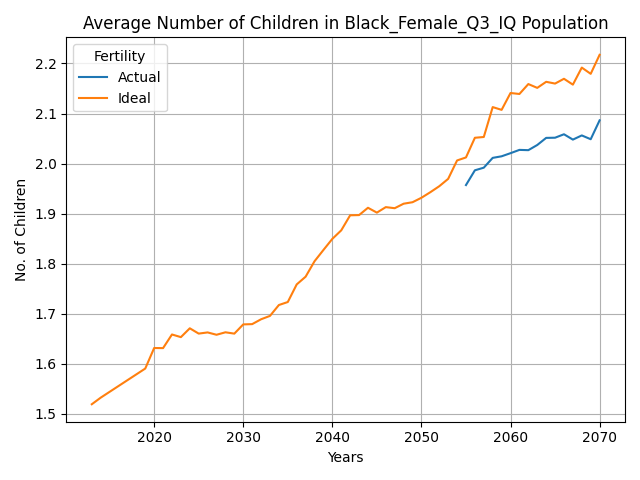 Average Number of Children in Black_Female_Q3_IQ Population
Fertility
Actual
Ideal
No. of Children
2.2
2.1
2.0
1.9
1.8
1.7
1.6
1.5
2020 2030 2040 2050 2060 2070
Years